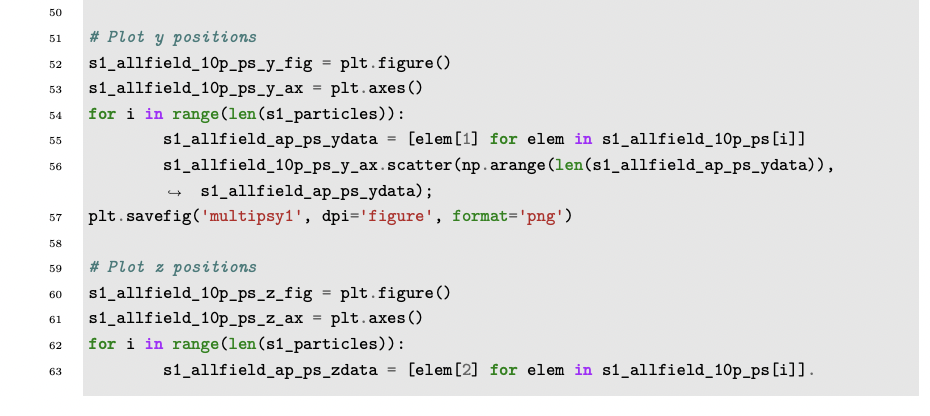 50
51 # Plot y positions
52 s1_allfield_10p_ps_y_fig = plt.figure()
53 s1_allfield_10p_ps_y_ax = plt.axes()
54 for i in range(len(s1_particles)):
55 s1_allfield_ap_ps_ydata = [elem[1] for elem in s1_allfield_10p_ps[i]]
56 s1_allfield_10p_ps_y_ax.scatter(np.arange(len(s1_allfield_ap_ps_ydata)),
↪ s1_allfield_ap_ps_ydata);
57 plt.savefig('multipsy1', dpi='figure', format='png')
58
59 # Plot z positions
60 s1_allfield_10p_ps_z_fig = plt.figure()
61 s1_allfield_10p_ps_z_ax = plt.axes()
62 for i in range(len(s1_particles)):
63 s1_allfield_ap_ps_zdata = [elem[2] for elem in s1_allfield_10p_ps[i]].